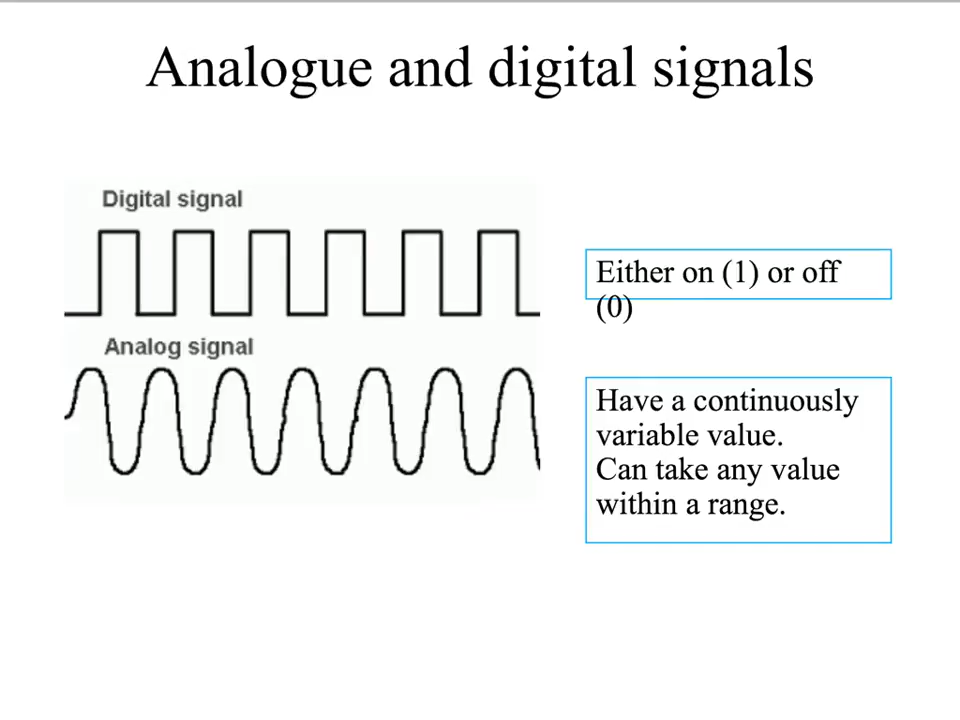 Analogue and digital signals
Digital signal
Either on (1) or off
(0)
Analog signal
Have a continuously
variable value.
Can take any value
within a range.